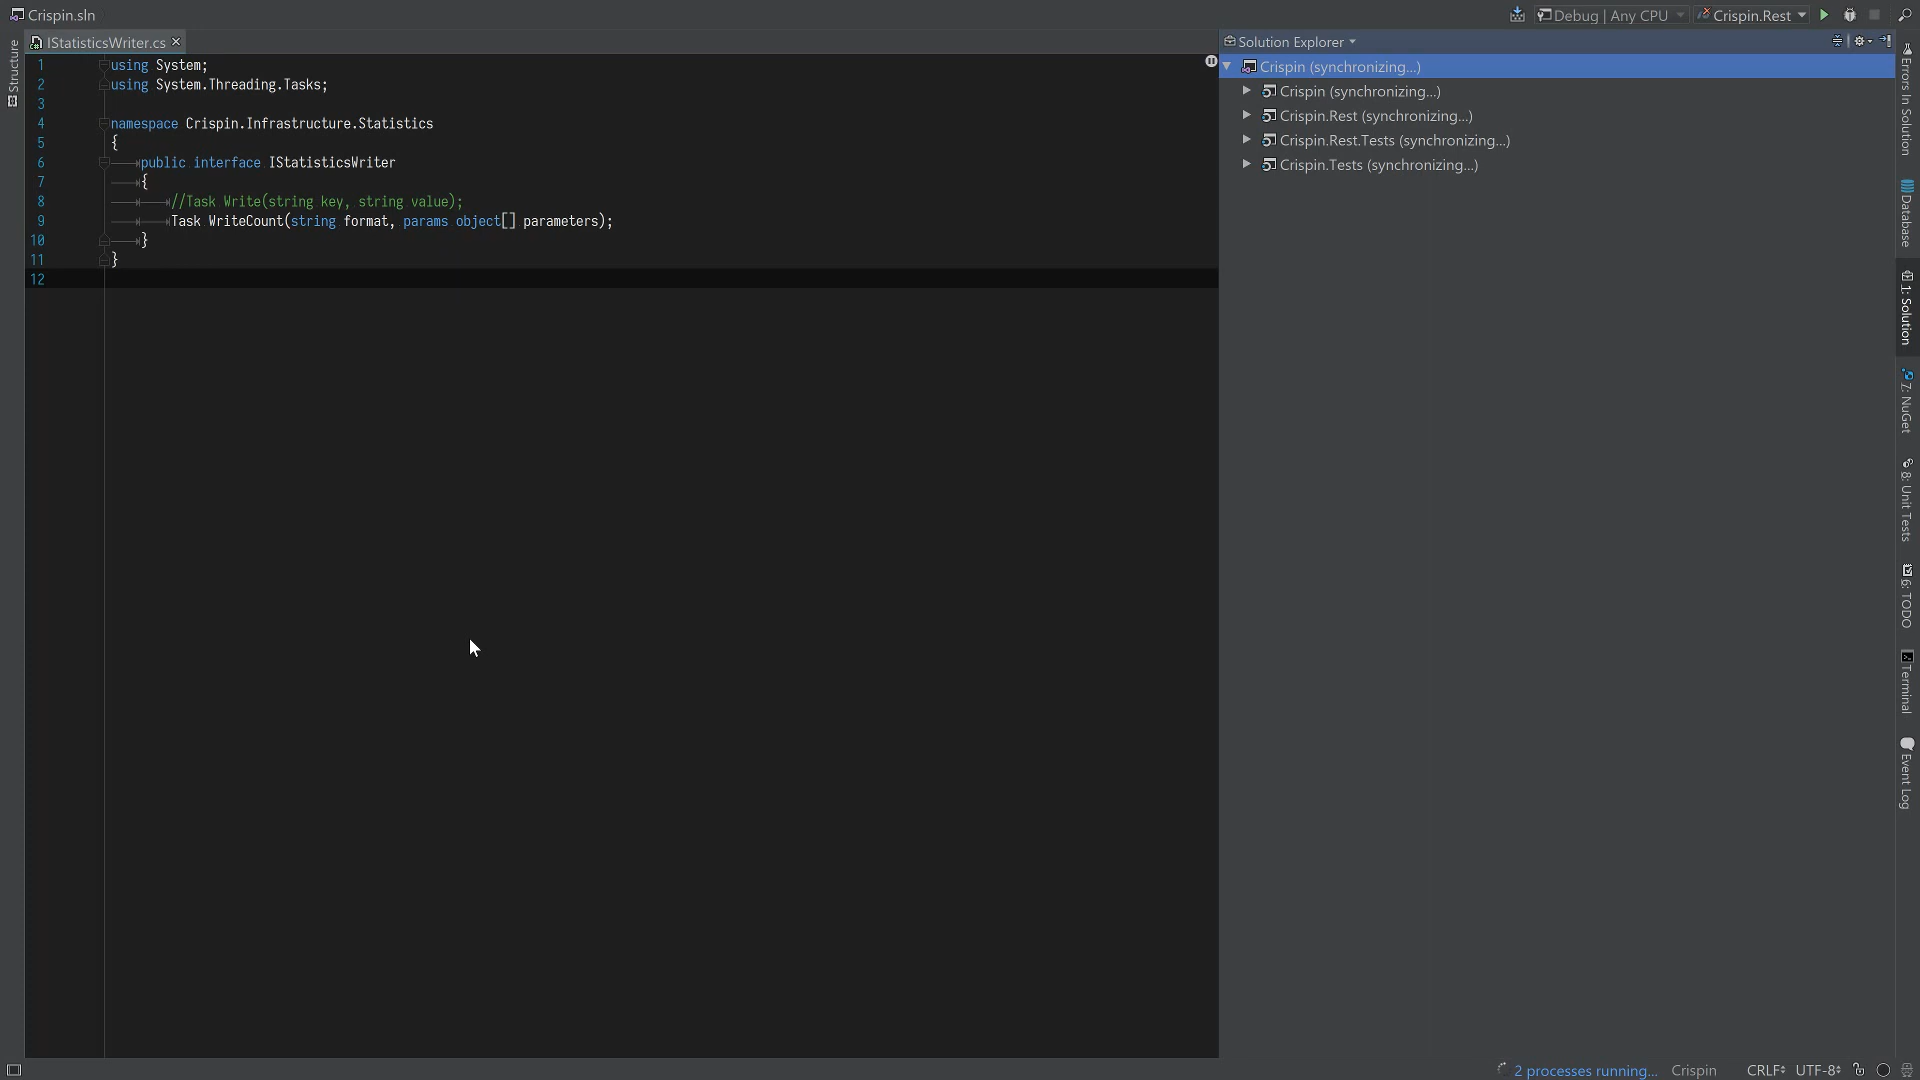 Crispin.sln
Debug | Any CPU
Crispin.Rest
Structure
IStatisticsWriter.cs
1 using System;
2 using System.Threading.Tasks;
3
4 namespace Crispin.Infrastructure.Statistics
5 {
6 public interface IStatisticsWriter
7 {
8 //Task Write(string key, string value);
9 Task WriteCount(string format, params object[] parameters);
10 }
11 }
12
Solution Explorer
Crispin (synchronizing...)
Crispin (synchronizing...)
Crispin.Rest (synchronizing...)
Crispin.Rest.Tests (synchronizing...)
Crispin.Tests (synchronizing...)
Errors In Solution
Database
1: Solution
7: NuGet
8: Unit Tests
6: TODO
Terminal
Event Log
2 processes running...
Crispin
CRLF
UTF-8